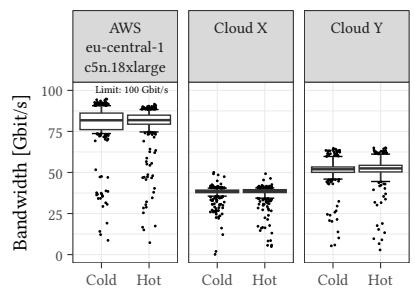 AWS
eu-central-1
c5n.18xlarge
Cloud X
Cloud Y
Limit: 100 Gbit/s
Bandwidth [Gbit/s]
100
75
50
25
0
Cold
Hot
Cold
Hot
Cold
Hot